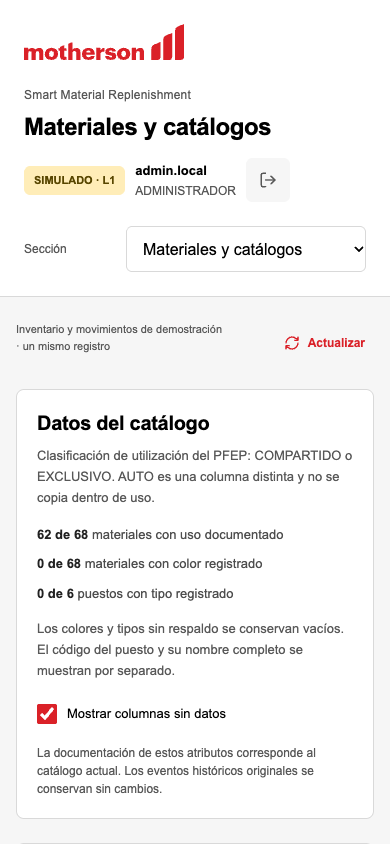 motherson
Smart Material Replenishment
Materiales y catálogos
SIMULADO · L1
admin.local
ADMINISTRADOR
Sección
Materiales y catálogos
Inventario y movimientos de demostración
· un mismo registro
Actualizar
Datos del catálogo
Clasificación de utilización del PFEP: COMPARTIDO o
EXCLUSIVO. AUTO es una columna distinta y no se
copia dentro de uso.
62 de 68 materiales con uso documentado
0 de 68 materiales con color registrado
0 de 6 puestos con tipo registrado
Los colores y tipos sin respaldo se conservan vacíos.
El código del puesto y su nombre completo se
muestran por separado.
Mostrar columnas sin datos
La documentación de estos atributos corresponde al
catálogo actual. Los eventos históricos originales se
conservan sin cambios.